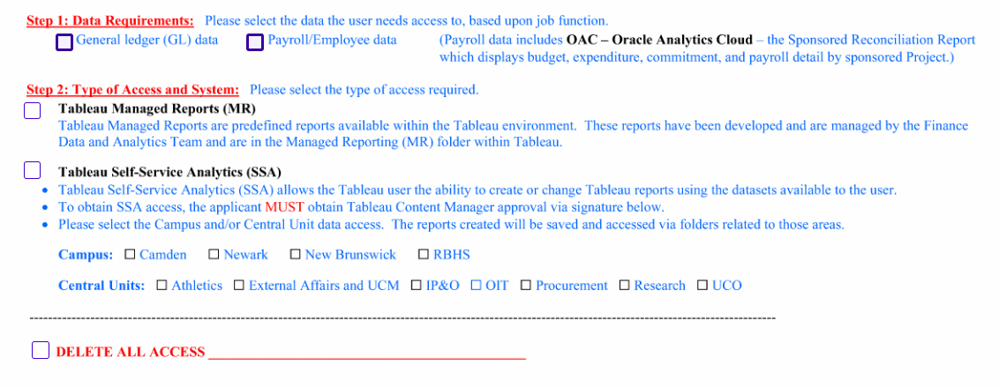 Step 1: Data Requirements: Please select the data the user needs access to, based upon job function.
General ledger (GL) data Payroll/Employee data (Payroll data includes OAC – Oracle Analytics Cloud – the Sponsored Reconciliation Report
which displays budget, expenditure, commitment, and payroll detail by sponsored Project.)
Step 2: Type of Access and System: Please select the type of access required.
Tableau Managed Reports (MR)
Tableau Managed Reports are predefined reports available within the Tableau environment. These reports have been developed and are managed by the Finance
Data and Analytics Team and are in the Managed Reporting (MR) folder within Tableau.
Tableau Self-Service Analytics (SSA)
• Tableau Self-Service Analytics (SSA) allows the Tableau user the ability to create or change Tableau reports using the datasets available to the user.
• To obtain SSA access, the applicant MUST obtain Tableau Content Manager approval via signature below.
• Please select the Campus and/or Central Unit data access. The reports created will be saved and accessed via folders related to those areas.
Campus: ☐ Camden ☐ Newark ☐ New Brunswick ☐ RBHS
Central Units: ☐ Athletics ☐ External Affairs and UCM ☐ IP&O ☐ OIT ☐ Procurement ☐ Research ☐ UCO
DELETE ALL ACCESS